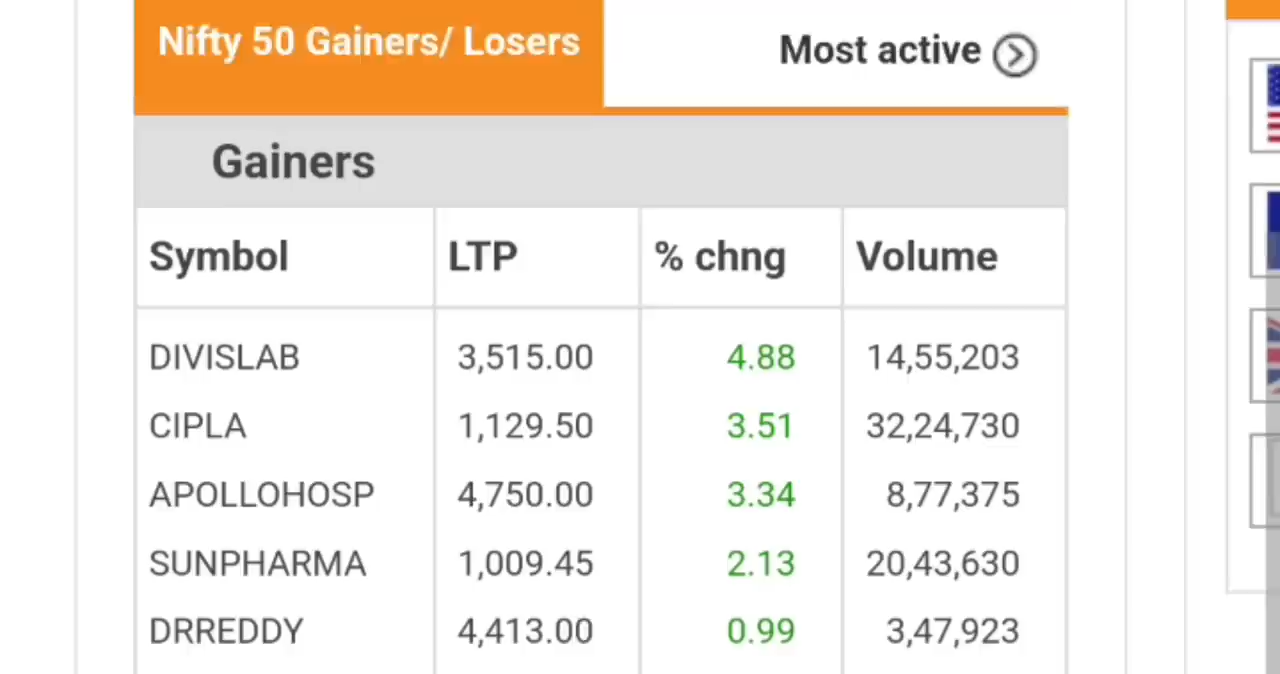 Nifty 50 Gainers/ Losers Most active
Gainers
Symbol LTP % chng Volume
DIVISLAB 3,515.00 4.88 14,55,203
CIPLA 1,129.50 3.51 32,24,730
APOLLOHOSP 4,750.00 3.34 8,77,375
SUNPHARMA 1,009.45 2.13 20,43,630
DRREDDY 4,413.00 0.99 3,47,923